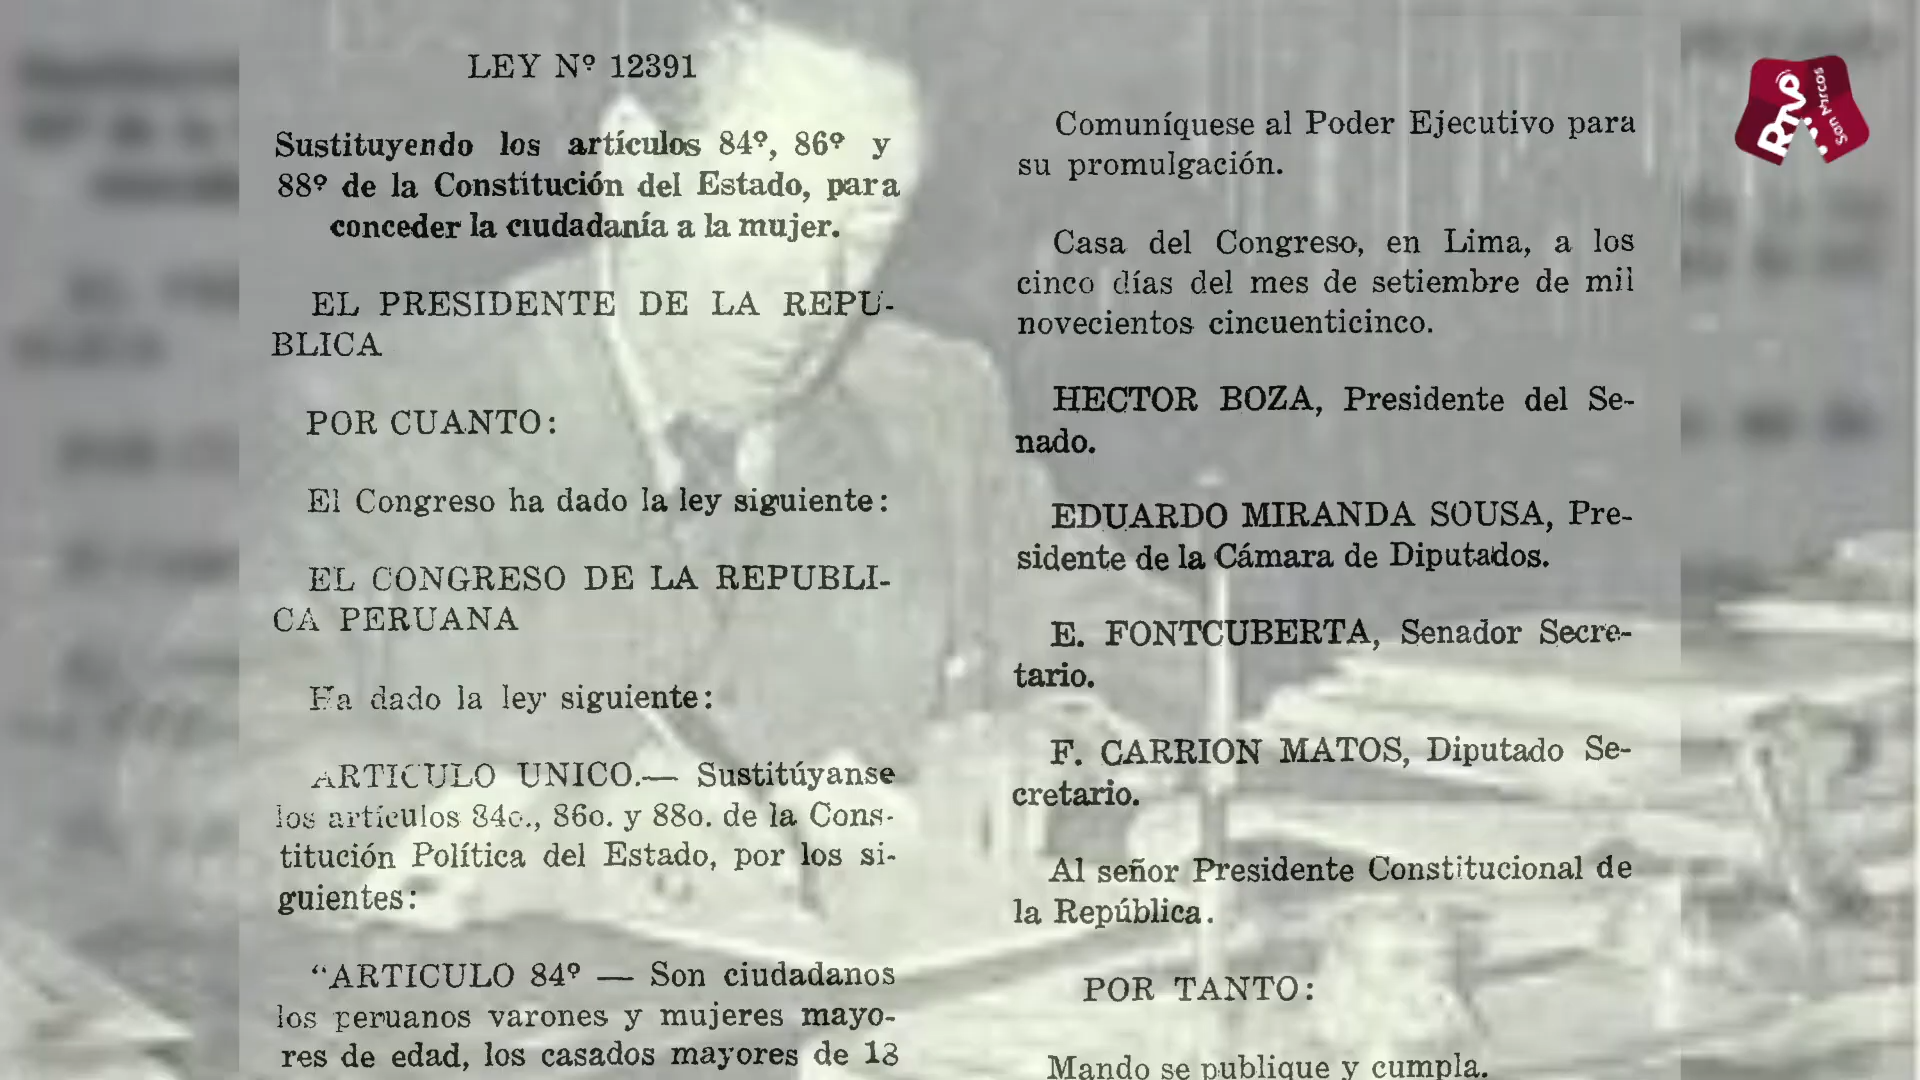 LEY Nº 12391
Sustituyendo los artículos 84º, 86º y
88º de la Constitución del Estado, para
conceder la ciudadanía a la mujer.
EL PRESIDENTE DE LA REPU-
BLICA
POR CUANTO:
El Congreso ha dado la ley siguiente:
EL CONGRESO DE LA REPUBLI-
CA PERUANA
Ha dado la ley siguiente:
ARTICULO UNICO.— Sustitúyanse
los artículos 84o., 86o. y 88o. de la Cons-
titución Política del Estado, por los si-
guientes:
“ARTICULO 84º — Son ciudadanos
los peruanos varones y mujeres mayo-
res de edad, los casados mayores de 18
Comuníquese al Poder Ejecutivo para
su promulgación.
Casa del Congreso, en Lima, a los
cinco días del mes de setiembre de mil
novecientos cincuenticinco.
HECTOR BOZA, Presidente del Se-
nado.
EDUARDO MIRANDA SOUSA, Pre-
sidente de la Cámara de Diputados.
E. FONTCUBERTA, Senador Secre-
tario.
F. CARRION MATOS, Diputado Se-
cretario.
Al señor Presidente Constitucional de
la República.
POR TANTO:
Mando se publique y cumpla.
RTVP
San Marcos